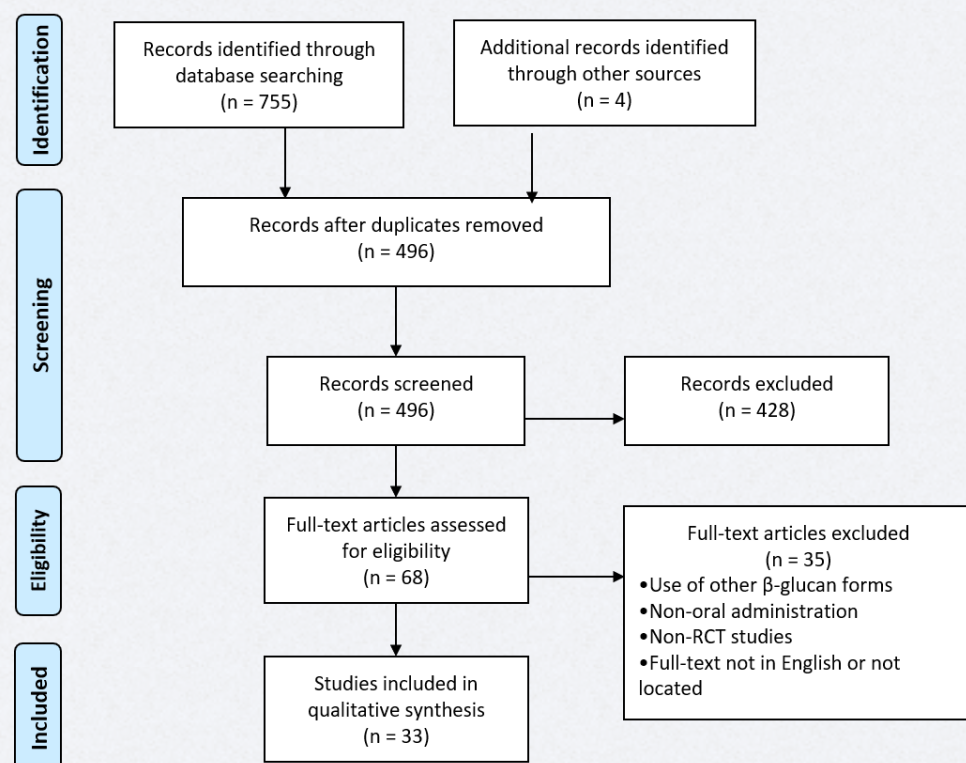 Identification
Records identified through
database searching
(n = 755)
Additional records identified
through other sources
(n = 4)
Screening
Records after duplicates removed
(n = 496)
Records screened
(n = 496)
Records excluded
(n = 428)
Eligibility
Full-text articles assessed
for eligibility
(n = 68)
Full-text articles excluded
(n = 35)
•Use of other β-glucan forms
•Non-oral administration
•Non-RCT studies
•Full-text not in English or not
located
Included
Studies included in
qualitative synthesis
(n = 33)